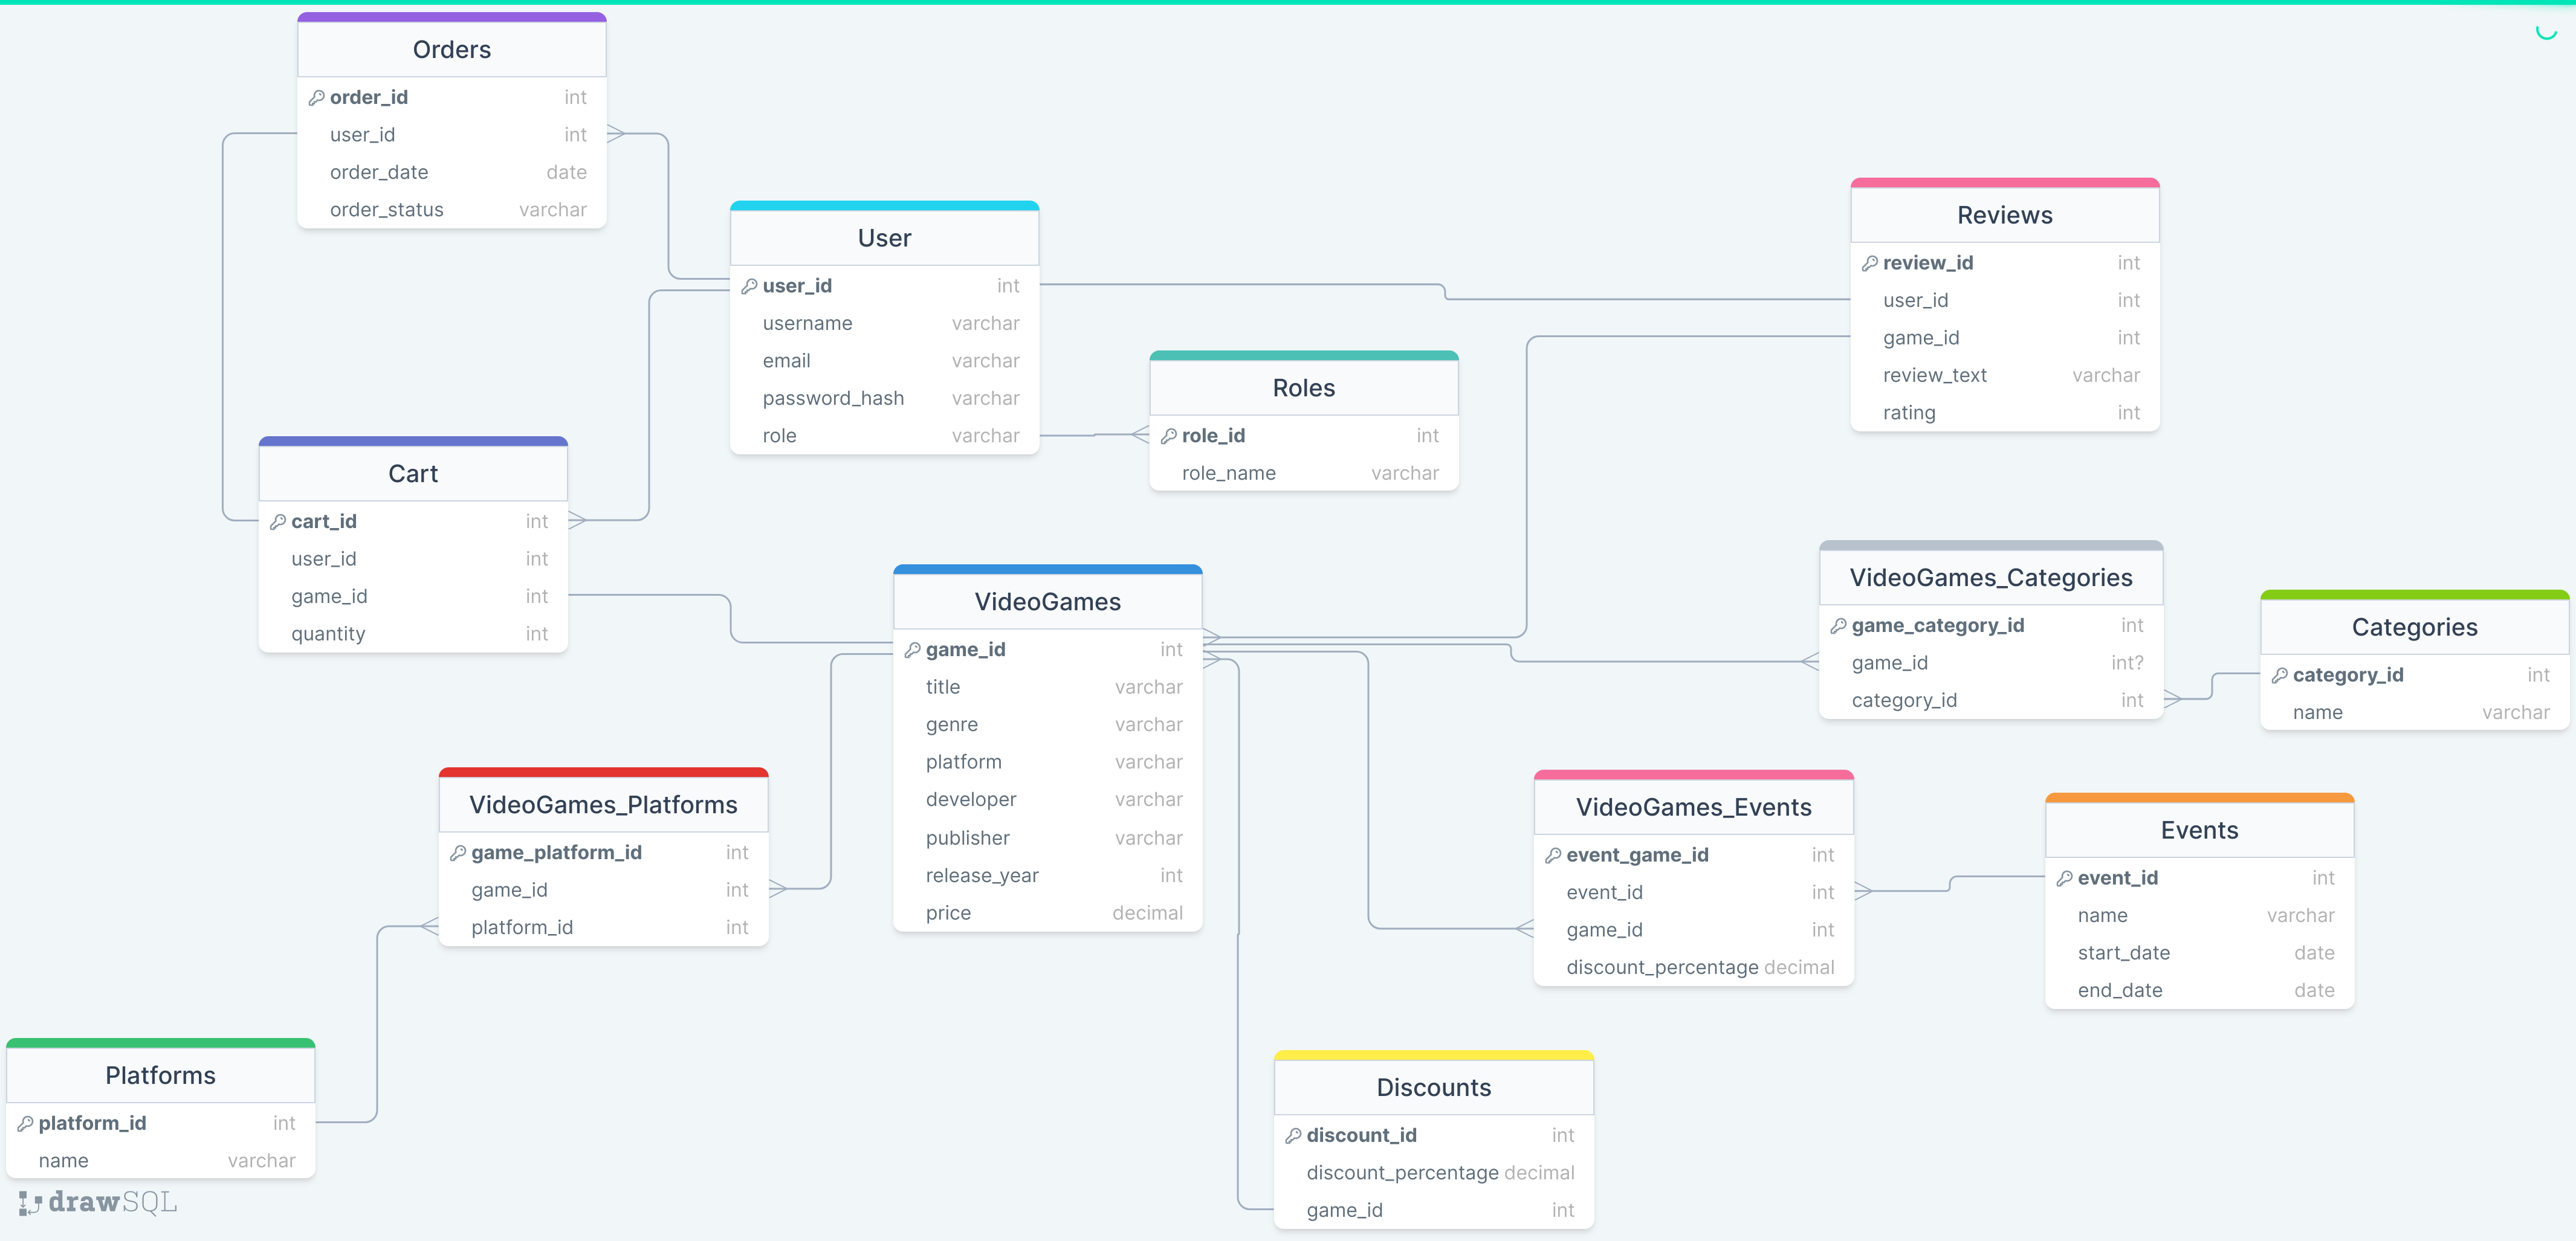 Orders
order_id int
user_id int
order_date date
order_status varchar
User
user_id int
username varchar
email varchar
password_hash varchar
role varchar
Reviews
review_id int
user_id int
game_id int
review_text varchar
rating int
Roles
role_id int
role_name varchar
Cart
cart_id int
user_id int
game_id int
quantity int
VideoGames
game_id int
title varchar
genre varchar
platform varchar
developer varchar
publisher varchar
release_year int
price decimal
VideoGames_Categories
game_category_id int
game_id int?
category_id int
Categories
category_id int
name varchar
VideoGames_Platforms
game_platform_id int
game_id int
platform_id int
VideoGames_Events
event_game_id int
event_id int
game_id int
discount_percentage decimal
Events
event_id int
name varchar
start_date date
end_date date
Platforms
platform_id int
name varchar
Discounts
discount_id int
discount_percentage decimal
game_id int
drawSQL